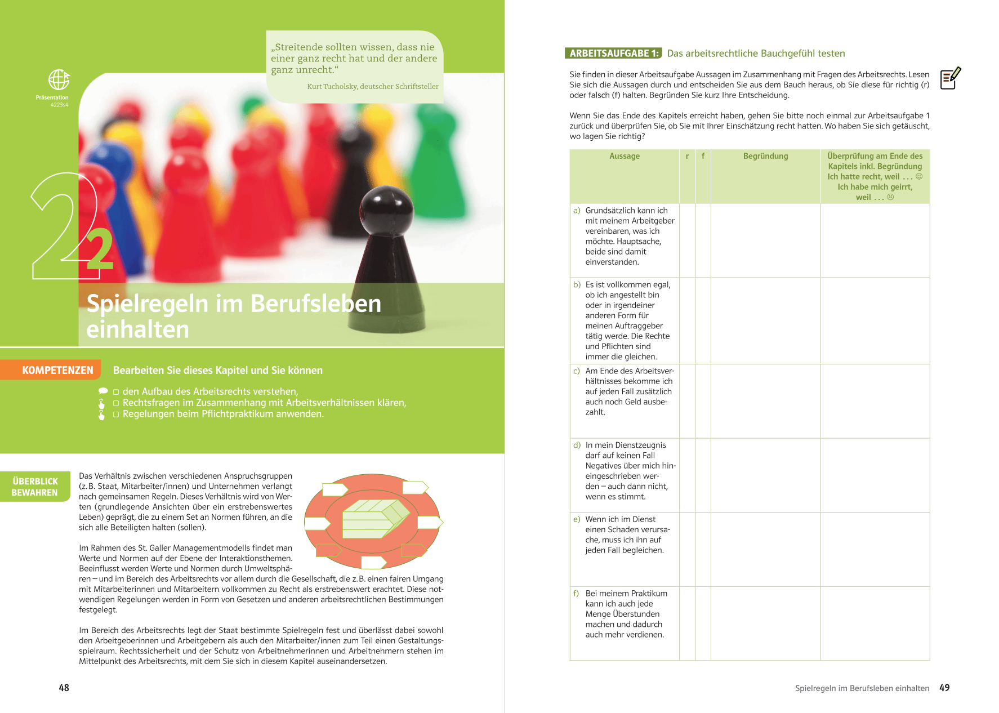 „Streitende sollten wissen, dass nie
einer ganz recht hat und der andere
ganz unrecht.“
Kurt Tucholsky, deutscher Schriftsteller
Präsentation
4223s4
2
2
Spielregeln im Berufsleben
einhalten
KOMPETENZEN
Bearbeiten Sie dieses Kapitel und Sie können
den Aufbau des Arbeitsrechts verstehen,
Rechtsfragen im Zusammenhang mit Arbeitsverhältnissen klären,
Regelungen beim Pflichtpraktikum anwenden.
ÜBERBLICK
BEWAHREN
Das Verhältnis zwischen verschiedenen Anspruchsgruppen
(z. B. Staat, Mitarbeiter/innen) und Unternehmen verlangt
nach gemeinsamen Regeln. Dieses Verhältnis wird von Wer-
ten (grundlegende Ansichten über ein erstrebenswertes
Leben) geprägt, die zu einem Set an Normen führen, an die
sich alle Beteiligten halten (sollen).
Im Rahmen des St. Galler Managementmodells findet man
Werte und Normen auf der Ebene der Interaktionsthemen.
Beeinflusst werden Werte und Normen durch Umweltsphä-
ren – und im Bereich des Arbeitsrechts vor allem durch die Gesellschaft, die z. B. einen fairen Umgang
mit Mitarbeiterinnen und Mitarbeitern vollkommen zu Recht als erstrebenswert erachtet. Diese not-
wendigen Regelungen werden in Form von Gesetzen und anderen arbeitsrechtlichen Bestimmungen
festgelegt.
Im Bereich des Arbeitsrechts legt der Staat bestimmte Spielregeln fest und überlässt dabei sowohl
den Arbeitgeberinnen und Arbeitgebern als auch den Mitarbeiter/innen zum Teil einen Gestaltungs-
spielraum. Rechtssicherheit und der Schutz von Arbeitnehmerinnen und Arbeitnehmern stehen im
Mittelpunkt des Arbeitsrechts, mit dem Sie sich in diesem Kapitel auseinandersetzen.
48
ARBEITSAUFGABE 1: Das arbeitsrechtliche Bauchgefühl testen
Sie finden in dieser Arbeitsaufgabe Aussagen im Zusammenhang mit Fragen des Arbeitsrechts. Lesen
Sie sich die Aussagen durch und entscheiden Sie aus dem Bauch heraus, ob Sie diese für richtig (r)
oder falsch (f) halten. Begründen Sie kurz Ihre Entscheidung.
Wenn Sie das Ende des Kapitels erreicht haben, gehen Sie bitte noch einmal zur Arbeitsaufgabe 1
zurück und überprüfen Sie, ob Sie mit Ihrer Einschätzung recht hatten. Wo haben Sie sich getäuscht,
wo lagen Sie richtig?
Aussage r f Begründung Überprüfung am Ende des
Kapitels inkl. Begründung
Ich hatte recht, weil . . . ☺
Ich habe mich geirrt,
weil . . . ☹
a) Grundsätzlich kann ich
mit meinem Arbeitgeber
vereinbaren, was ich
möchte. Hauptsache,
beide sind damit
einverstanden.
b) Es ist vollkommen egal,
ob ich angestellt bin
oder in irgendeiner
anderen Form für
meinen Auftraggeber
tätig werde. Die Rechte
und Pflichten sind
immer die gleichen.
c) Am Ende des Arbeitsver-
hältnisses bekomme ich
auf jeden Fall zusätzlich
auch noch Geld ausbe-
zahlt.
d) In mein Dienstzeugnis
darf auf keinen Fall
Negatives über mich hin-
eingeschrieben wer-
den – auch dann nicht,
wenn es stimmt.
e) Wenn ich im Dienst
einen Schaden verursa-
che, muss ich ihn auf
jeden Fall begleichen.
f) Bei meinem Praktikum
kann ich auch jede
Menge Überstunden
machen und dadurch
auch mehr verdienen.
Spielregeln im Berufsleben einhalten 49